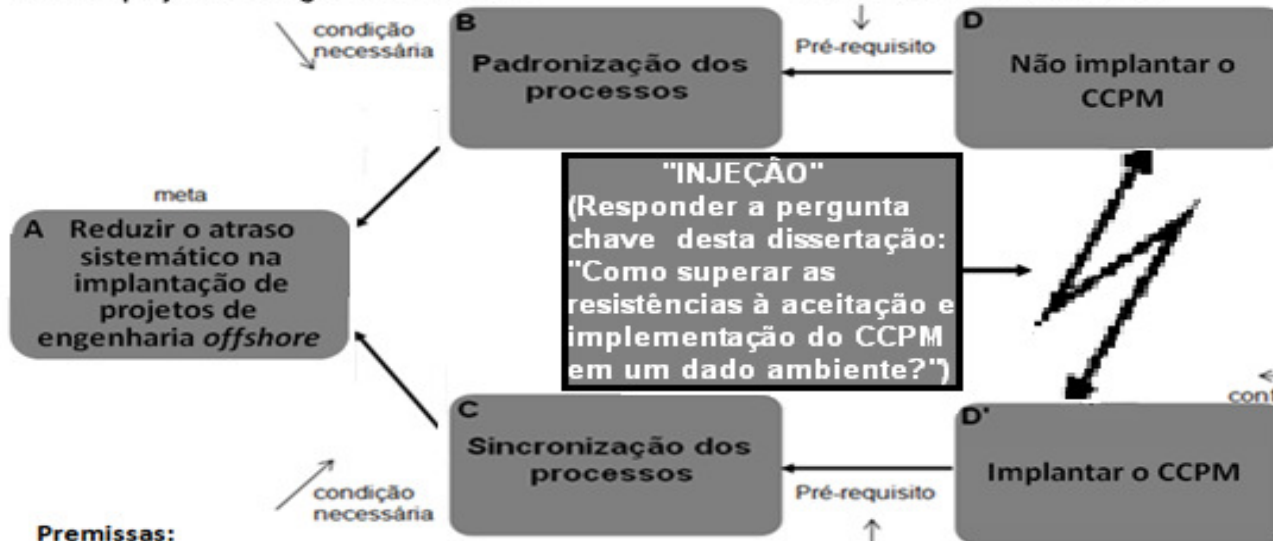 condição
necessária
B
Padronização dos
processos
Pré-requisito
D
Não implantar o
CCPM
"INJEÇÃO"
(Responder a pergunta
chave desta dissertação:
"Como superar as
resistências à aceitação e
implementação do CCPM
em um dado ambiente?")
meta
A Reduzir o atraso
sistemático na
implantação de
projetos de
engenharia offshore
C
Sincronização dos
processos
condição
necessária
Pré-requisito
D'
Implantar o CCPM
conf
Premissas: